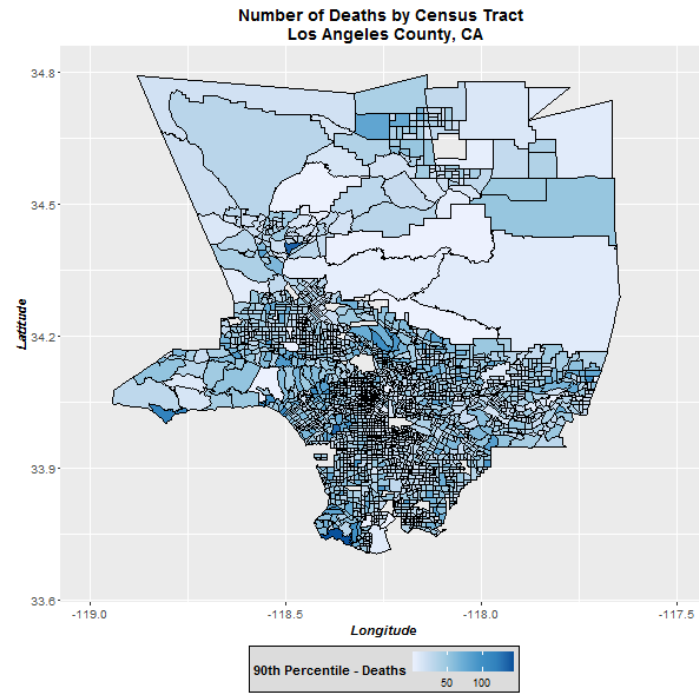 Number of Deaths by Census Tract
Los Angeles County, CA
34.8
34.5
34.2
33.9
33.6
Latitude
-119.0
-118.5
-118.0
-117.5
Longitude
90th Percentile - Deaths
50
100